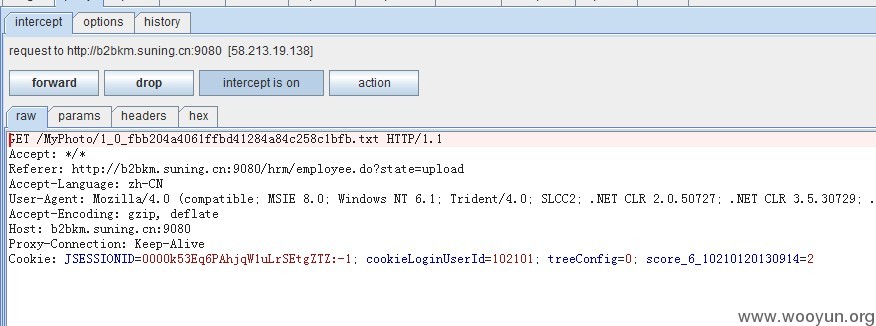 intercept options history
request to http://b2bkm.suning.cn:9080 [58.213.19.138]
forward drop intercept is on action
raw params headers hex
GET /MyPhoto/1_0_fbb204a4061ffbd41284a84c258c1bfb.txt HTTP/1.1
Accept: */*
Referer: http://b2bkm.suning.cn:9080/hrm/employee.do?state=upload
Accept-Language: zh-CN
User-Agent: Mozilla/4.0 (compatible; MSIE 8.0; Windows NT 6.1; Trident/4.0; SLCC2; .NET CLR 2.0.50727; .NET CLR 3.5.30729; .
Accept-Encoding: gzip, deflate
Host: b2bkm.suning.cn:9080
Proxy-Connection: Keep-Alive
Cookie: JSESSIONID=0000k53Eq6PAhjqW1uLrSEtgZTZ:-1; cookieLoginUserId=102101; treeConfig=0; score_6_10210120130914=2
www.wooyun.org